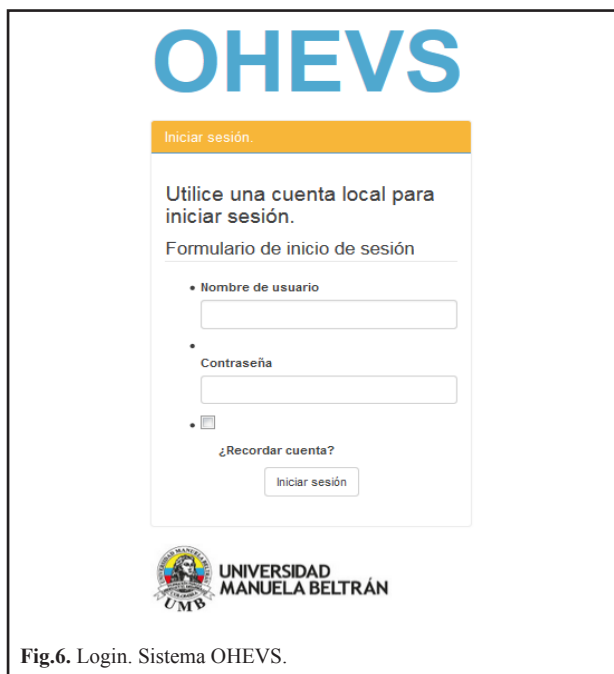 OHEVS
Iniciar sesión.
Utilice una cuenta local para
iniciar sesión.
Formulario de inicio de sesión
• Nombre de usuario
•
Contraseña
•
¿Recordar cuenta?
Iniciar sesión
UNIVERSIDAD
MANUELA BELTRÁN
UMB
Fig.6. Login. Sistema OHEVS.